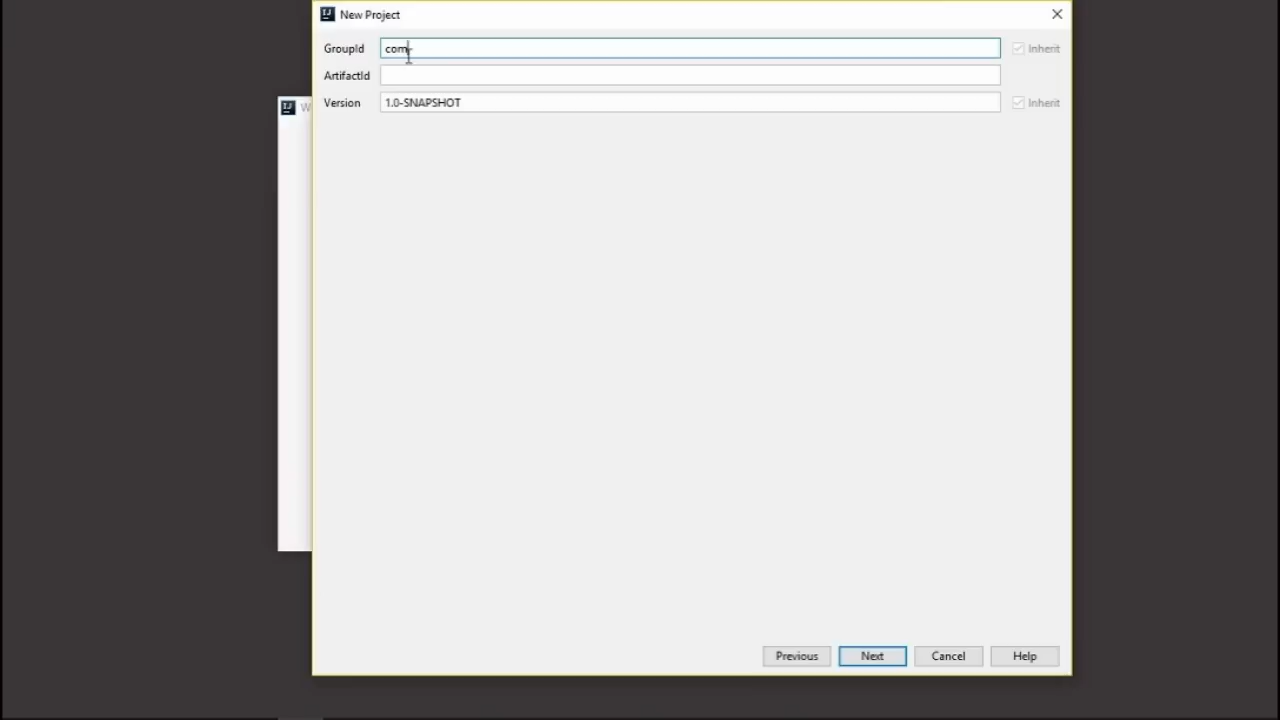 New Project
GroupId com Inherit
ArtifactId
Version 1.0-SNAPSHOT Inherit
W
Previous Next Cancel Help